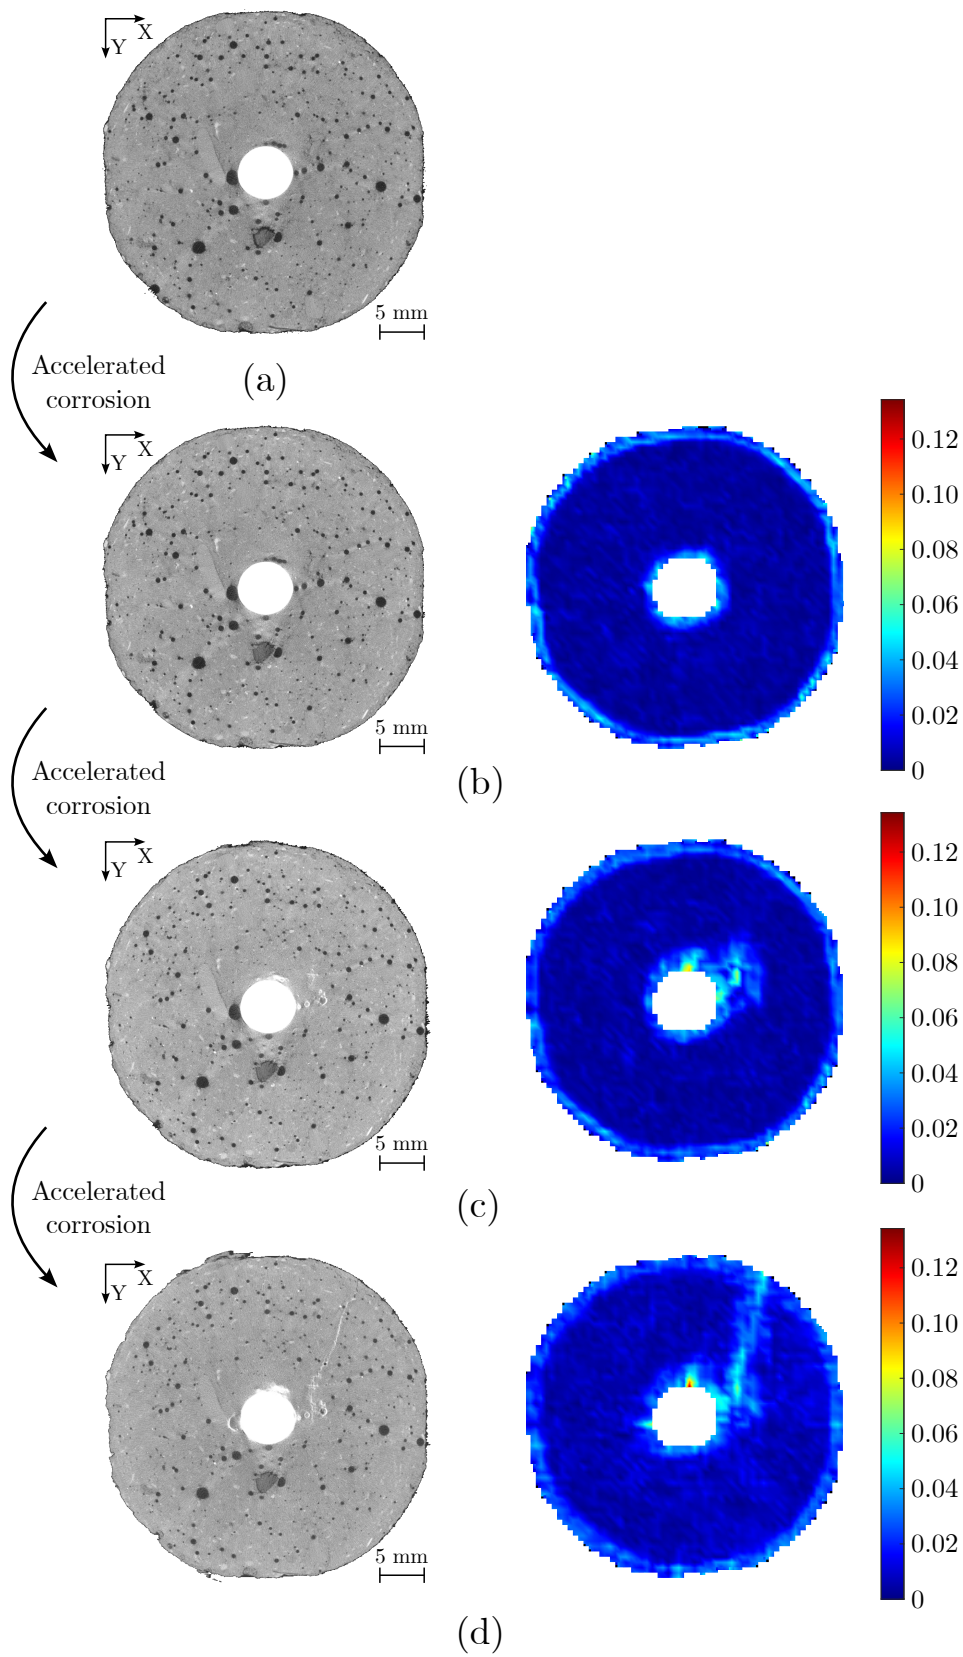 X
Y
5 mm
Accelerated
corrosion
(a)
X
Y
5 mm
0.12
0.10
0.08
0.06
0.04
0.02
0
Accelerated
corrosion
(b)
X
Y
5 mm
0.12
0.10
0.08
0.06
0.04
0.02
0
Accelerated
corrosion
(c)
X
Y
5 mm
0.12
0.10
0.08
0.06
0.04
0.02
0
(d)